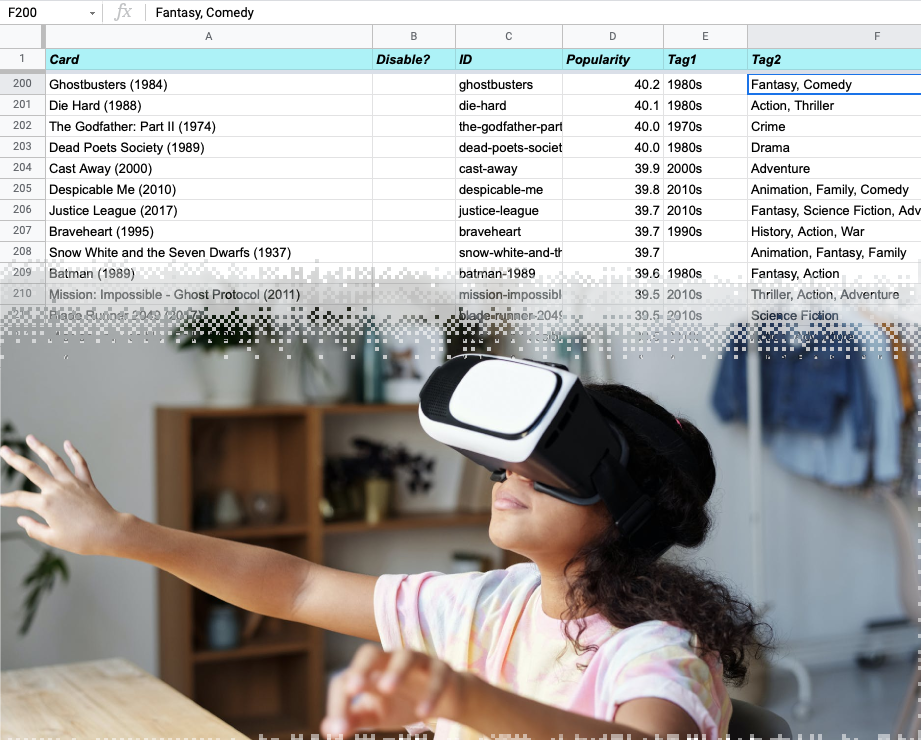 F200 fx Fantasy, Comedy
A B C D E F
1 Card Disable? ID Popularity Tag1 Tag2
200 Ghostbusters (1984) ghostbusters 40.2 1980s Fantasy, Comedy
201 Die Hard (1988) die-hard 40.1 1980s Action, Thriller
202 The Godfather: Part II (1974) the-godfather-part 40.0 1970s Crime
203 Dead Poets Society (1989) dead-poets-societ 40.0 1980s Drama
204 Cast Away (2000) cast-away 39.9 2000s Adventure
205 Despicable Me (2010) despicable-me 39.8 2010s Animation, Family, Comedy
206 Justice League (2017) justice-league 39.7 2010s Fantasy, Science Fiction, Adv
207 Braveheart (1995) braveheart 39.7 1990s History, Action, War
208 Snow White and the Seven Dwarfs (1937) snow-white-and-th 39.7 Animation, Fantasy, Family
209 Batman (1989) batman-1989 39.6 1980s Fantasy, Action
210 Mission: Impossible - Ghost Protocol (2011) mission-impossibl 39.5 2010s Thriller, Action, Adventure
Blade Runner 2049 (2017) blade-runner-2049 39.5 2010s Science Fiction